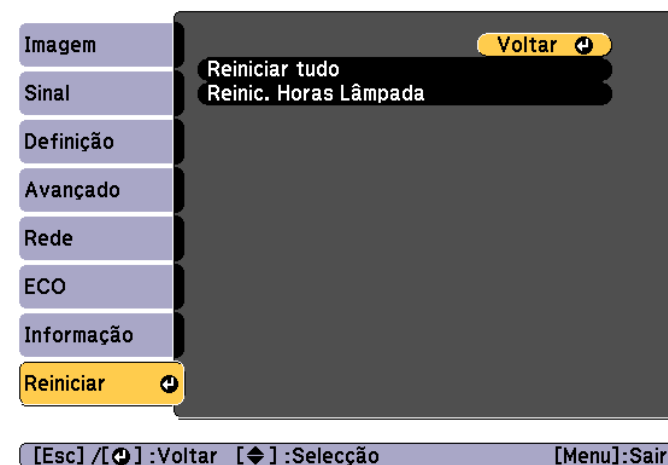 Imagem
Sinal
Definição
Avançado
Rede
ECO
Informação
Reiniciar
Voltar
Reiniciar tudo
Reinic. Horas Lâmpada
[Esc] /[ ] :Voltar [ ] :Selecção [Menu]:Sair